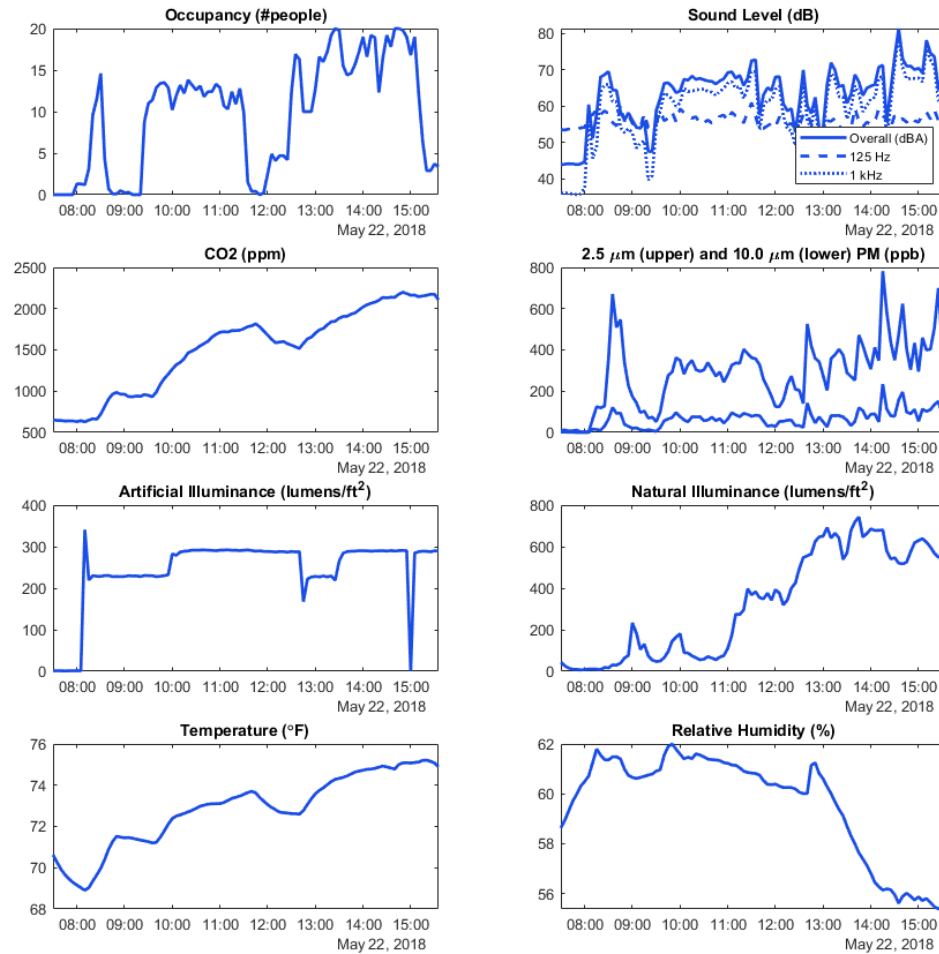 Occupancy (#people)
20
15
10
5
0
08:00 09:00 10:00 11:00 12:00 13:00 14:00 15:00
May 22, 2018
Sound Level (dB)
80
70
60
50
40
Overall (dBA)
125 Hz
1 kHz
08:00 09:00 10:00 11:00 12:00 13:00 14:00 15:00
May 22, 2018
CO2 (ppm)
2500
2000
1500
1000
500
08:00 09:00 10:00 11:00 12:00 13:00 14:00 15:00
May 22, 2018
2.5 μm (upper) and 10.0 μm (lower) PM (ppb)
800
600
400
200
0
08:00 09:00 10:00 11:00 12:00 13:00 14:00 15:00
May 22, 2018
Artificial Illuminance (lumens/ft²)
400
300
200
100
0
08:00 09:00 10:00 11:00 12:00 13:00 14:00 15:00
May 22, 2018
Natural Illuminance (lumens/ft²)
800
600
400
200
0
08:00 09:00 10:00 11:00 12:00 13:00 14:00 15:00
May 22, 2018
Temperature (°F)
76
74
72
70
68
08:00 09:00 10:00 11:00 12:00 13:00 14:00 15:00
May 22, 2018
Relative Humidity (%)
62
60
58
56
08:00 09:00 10:00 11:00 12:00 13:00 14:00 15:00
May 22, 2018